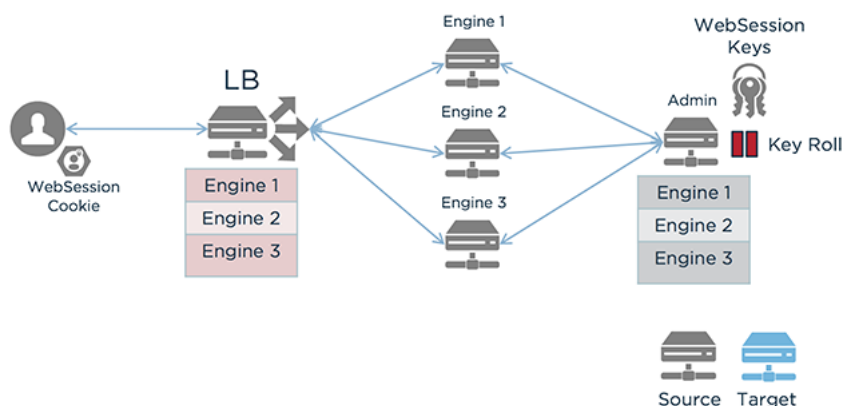 Engine 1
WebSession
Keys
LB
Admin
Engine 2
Key Roll
WebSession
Cookie
Engine 1
Engine 2
Engine 3
Engine 3
Engine 1
Engine 2
Engine 3
Source
Target